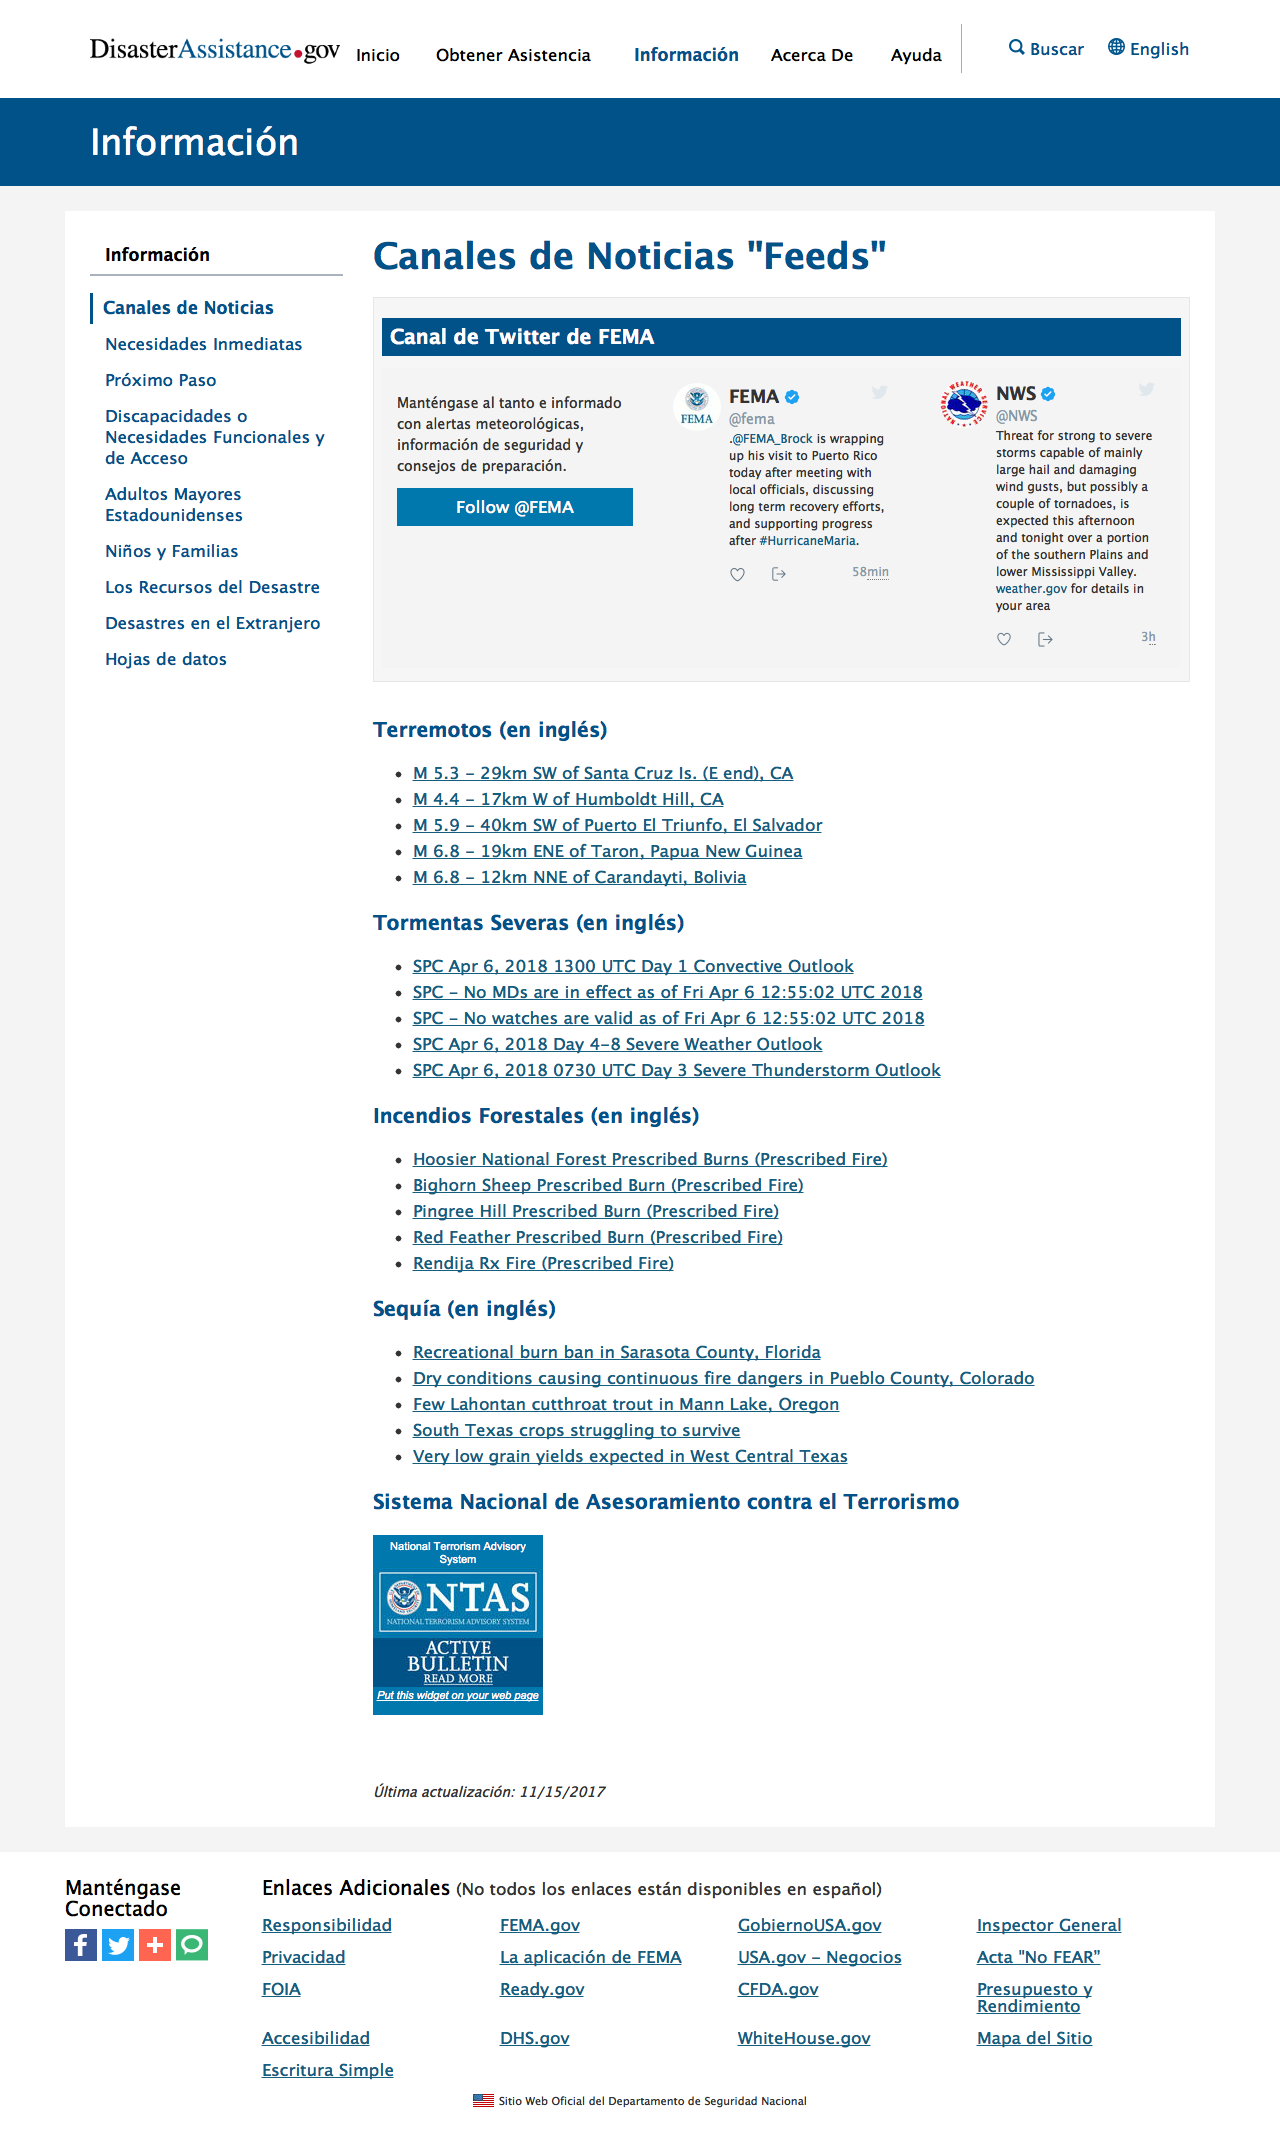 DisasterAssistance.gov
Inicio
Obtener Asistencia
Información
Acerca De
Ayuda
Buscar
English
Información
Información
Canales de Noticias
Necesidades Inmediatas
Próximo Paso
Discapacidades o
Necesidades Funcionales y
de Acceso
Adultos Mayores
Estadounidenses
Niños y Familias
Los Recursos del Desastre
Desastres en el Extranjero
Hojas de datos
Canales de Noticias "Feeds"
Canal de Twitter de FEMA
Manténgase al tanto e informado
con alertas meteorológicas,
información de seguridad y
consejos de preparación.
Follow @FEMA
FEMA
FEMA
@fema
.@FEMA_Brock is wrapping
up his visit to Puerto Rico
today after meeting with
local officials, discussing
long term recovery efforts,
and supporting progress
after #HurricaneMaria.
58min
NWS
@NWS
Threat for strong to severe
storms capable of mainly
large hail and damaging
wind gusts, but possibly a
couple of tornadoes, is
expected this afternoon
and tonight over a portion
of the southern Plains and
lower Mississippi Valley.
weather.gov for details in
your area
3h
Terremotos (en inglés)
M 5.3 - 29km SW of Santa Cruz Is. (E end), CA
M 4.4 - 17km W of Humboldt Hill, CA
M 5.9 - 40km SW of Puerto El Triunfo, El Salvador
M 6.8 - 19km ENE of Taron, Papua New Guinea
M 6.8 - 12km NNE of Carandayti, Bolivia
Tormentas Severas (en inglés)
SPC Apr 6, 2018 1300 UTC Day 1 Convective Outlook
SPC - No MDs are in effect as of Fri Apr 6 12:55:02 UTC 2018
SPC - No watches are valid as of Fri Apr 6 12:55:02 UTC 2018
SPC Apr 6, 2018 Day 4-8 Severe Weather Outlook
SPC Apr 6, 2018 0730 UTC Day 3 Severe Thunderstorm Outlook
Incendios Forestales (en inglés)
Hoosier National Forest Prescribed Burns (Prescribed Fire)
Bighorn Sheep Prescribed Burn (Prescribed Fire)
Pingree Hill Prescribed Burn (Prescribed Fire)
Red Feather Prescribed Burn (Prescribed Fire)
Rendija Rx Fire (Prescribed Fire)
Sequía (en inglés)
Recreational burn ban in Sarasota County, Florida
Dry conditions causing continuous fire dangers in Pueblo County, Colorado
Few Lahontan cutthroat trout in Mann Lake, Oregon
South Texas crops struggling to survive
Very low grain yields expected in West Central Texas
Sistema Nacional de Asesoramiento contra el Terrorismo
National Terrorism Advisory
System
NTAS
NATIONAL TERRORISM ADVISORY SYSTEM
ACTIVE
BULLETIN
READ MORE
Put this widget on your web page
Última actualización: 11/15/2017
Manténgase
Conectado
Enlaces Adicionales (No todos los enlaces están disponibles en español)
Responsibilidad
FEMA.gov
GobiernoUSA.gov
Inspector General
Privacidad
La aplicación de FEMA
USA.gov - Negocios
Acta "No FEAR"
FOIA
Ready.gov
CFDA.gov
Presupuesto y
Rendimiento
Accesibilidad
DHS.gov
WhiteHouse.gov
Mapa del Sitio
Escritura Simple
Sitio Web Oficial del Departamento de Seguridad Nacional